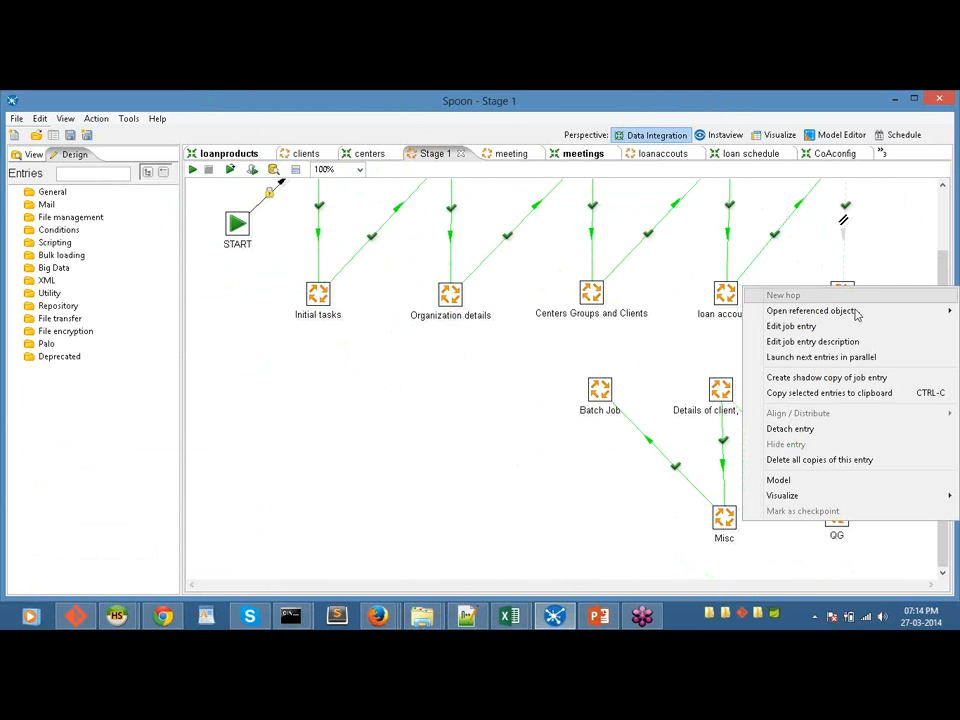 Spoon - Stage 1
File Edit View Action Tools Help
Perspective: Data Integration Instaview Visualize Model Editor Schedule
View Design
loanproducts clients centers Stage 1 meeting meetings loanaccouts loan schedule CoAconfig »3
Entries
100%
General
Mail
File management
Conditions
Scripting
Bulk loading
Big Data
XML
Utility
Repository
File transfer
File encryption
Palo
Deprecated
START
Initial tasks
Organization details
Centers Groups and Clients
loan accou
Batch Job
Details of client,
Misc
QG
New hop
Open referenced object
Edit job entry
Edit job entry description
Launch next entries in parallel
Create shadow copy of job entry
Copy selected entries to clipboard CTRL-C
Align / Distribute
Detach entry
Hide entry
Delete all copies of this entry
Model
Visualize
Mark as checkpoint
07:14 PM
27-03-2014